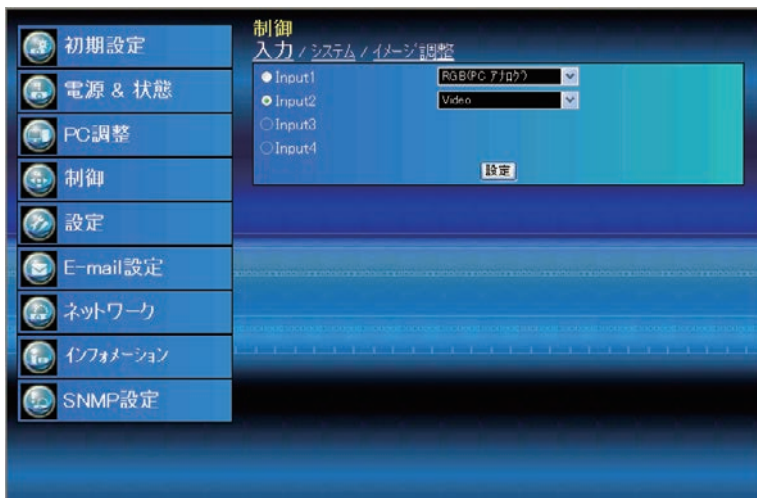 初期設定
電源 & 状態
PC調整
制御
設定
E-mail設定
ネットワーク
インフォメーション
SNMP設定
制御
入力 / システム / イメージ調整
Input1 RGB(PC アナログ)
Input2 Video
Input3
Input4
設定